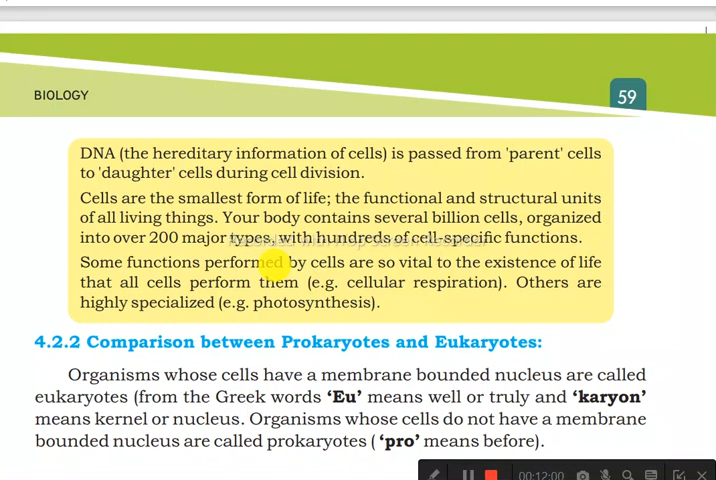 BIOLOGY
59
DNA (the hereditary information of cells) is passed from 'parent' cells
to 'daughter' cells during cell division.
Cells are the smallest form of life; the functional and structural units
of all living things. Your body contains several billion cells, organized
into over 200 major types, with hundreds of cell-specific functions.
Some functions performed by cells are so vital to the existence of life
that all cells perform them (e.g. cellular respiration). Others are
highly specialized (e.g. photosynthesis).
4.2.2 Comparison between Prokaryotes and Eukaryotes:
Organisms whose cells have a membrane bounded nucleus are called
eukaryotes (from the Greek words ‘Eu’ means well or truly and ‘karyon’
means kernel or nucleus. Organisms whose cells do not have a membrane
bounded nucleus are called prokaryotes ( ‘pro’ means before).
00:12:00